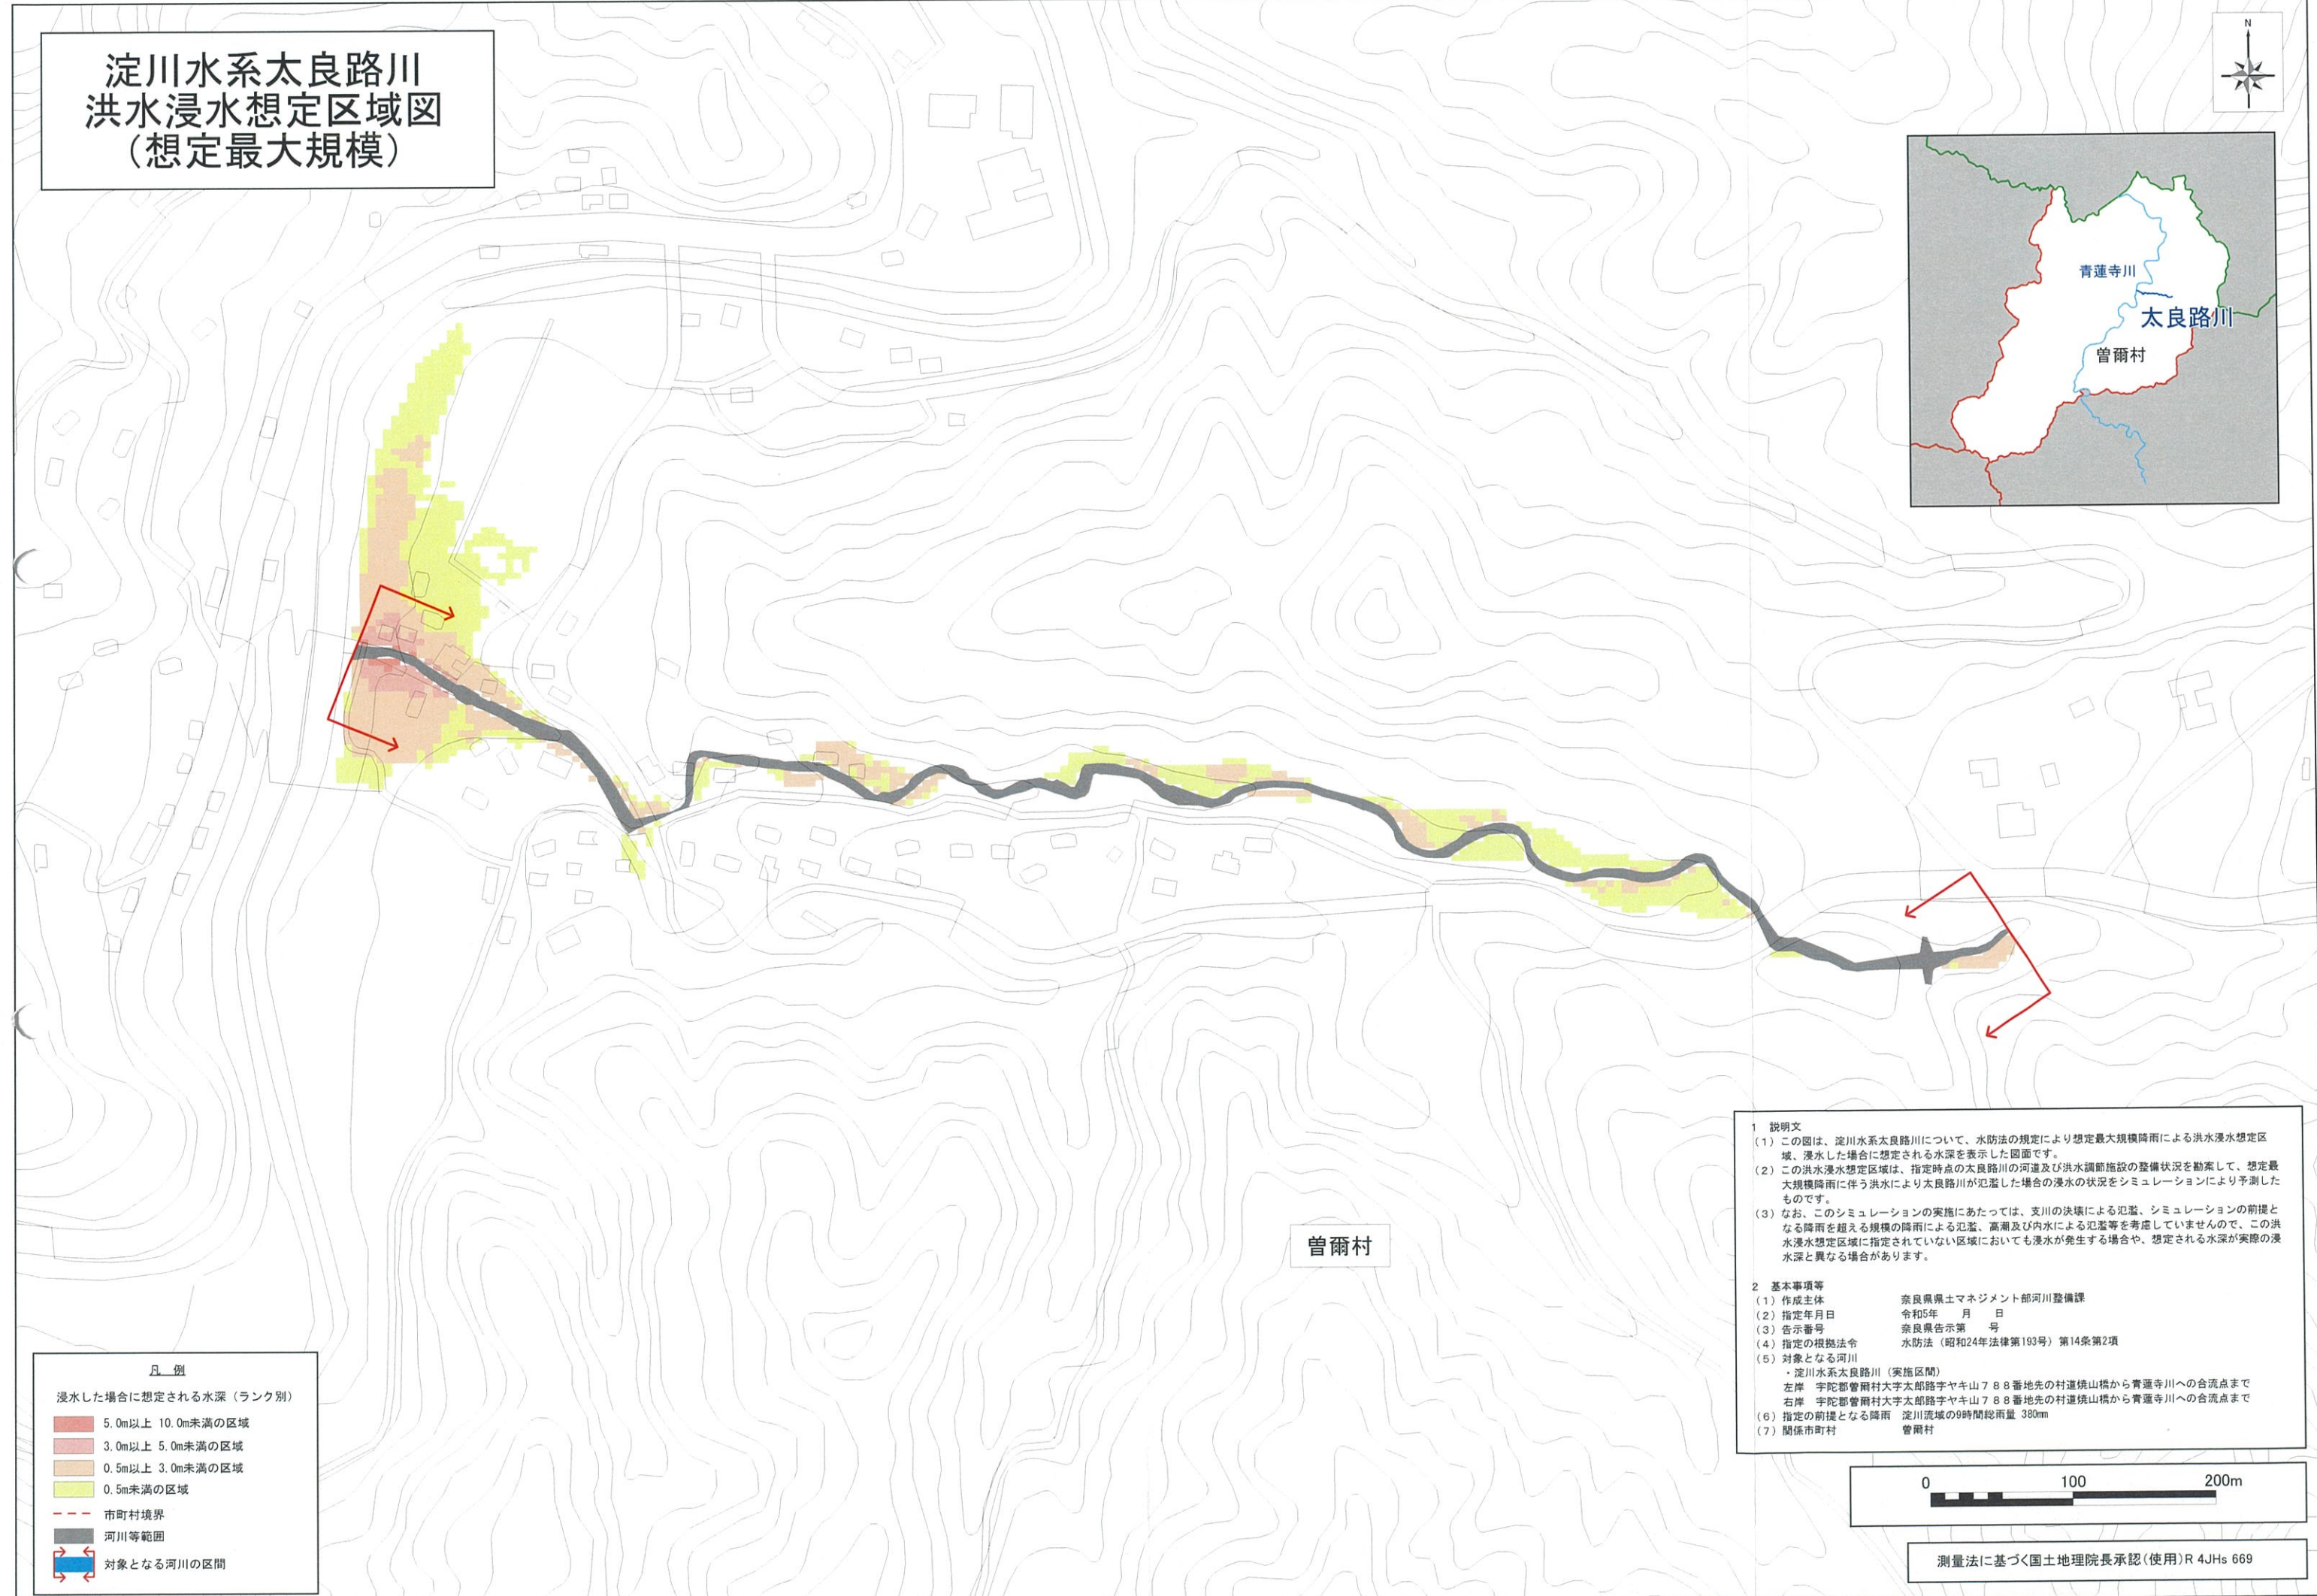 淀川水系太良路川
洪水浸水想定区域図
(想定最大規模)
N
青蓮寺川
太良路川
曽爾村
曽爾村
1 説明文
(1)この図は、淀川水系太良路川について、水防法の規定により想定最大規模降雨による洪水浸水想定区
域、浸水した場合に想定される水深を表示した図面です。
(2)この洪水浸水想定区域は、指定時点の太良路川の河道及び洪水調節施設の整備状況を勘案して、想定最
大規模降雨に伴う洪水により太良路川が氾濫した場合の浸水の状況をシミュレーションにより予測した
ものです。
(3)なお、このシミュレーションの実施にあたっては、支川の決壊による氾濫、シミュレーションの前提と
なる降雨を超える規模の降雨による氾濫、高潮及び内水による氾濫等を考慮していませんので、この洪
水浸水想定区域に指定されていない区域においても浸水が発生する場合や、想定される水深が実際の浸
水深と異なる場合があります。
2 基本事項等
(1)作成主体 奈良県県土マネジメント部河川整備課
(2)指定年月日 令和5年 月 日
(3)告示番号 奈良県告示第 号
(4)指定の根拠法令 水防法(昭和24年法律第193号)第14条第2項
(5)対象となる河川
・淀川水系太良路川(実施区間)
左岸 宇陀郡曽爾村大字太郎路字ヤキ山788番地先の村道焼山橋から青蓮寺川への合流点まで
右岸 宇陀郡曽爾村大字太郎路字ヤキ山788番地先の村道焼山橋から青蓮寺川への合流点まで
(6)指定の前提となる降雨 淀川流域の9時間総雨量 380mm
(7)関係市町村 曽爾村
凡 例
浸水した場合に想定される水深(ランク別)
5.0m以上 10.0m未満の区域
3.0m以上 5.0m未満の区域
0.5m以上 3.0m未満の区域
0.5m未満の区域
市町村境界
河川等範囲
対象となる河川の区間
0 100 200m
測量法に基づく国土地理院長承認(使用)R 4JHs 669